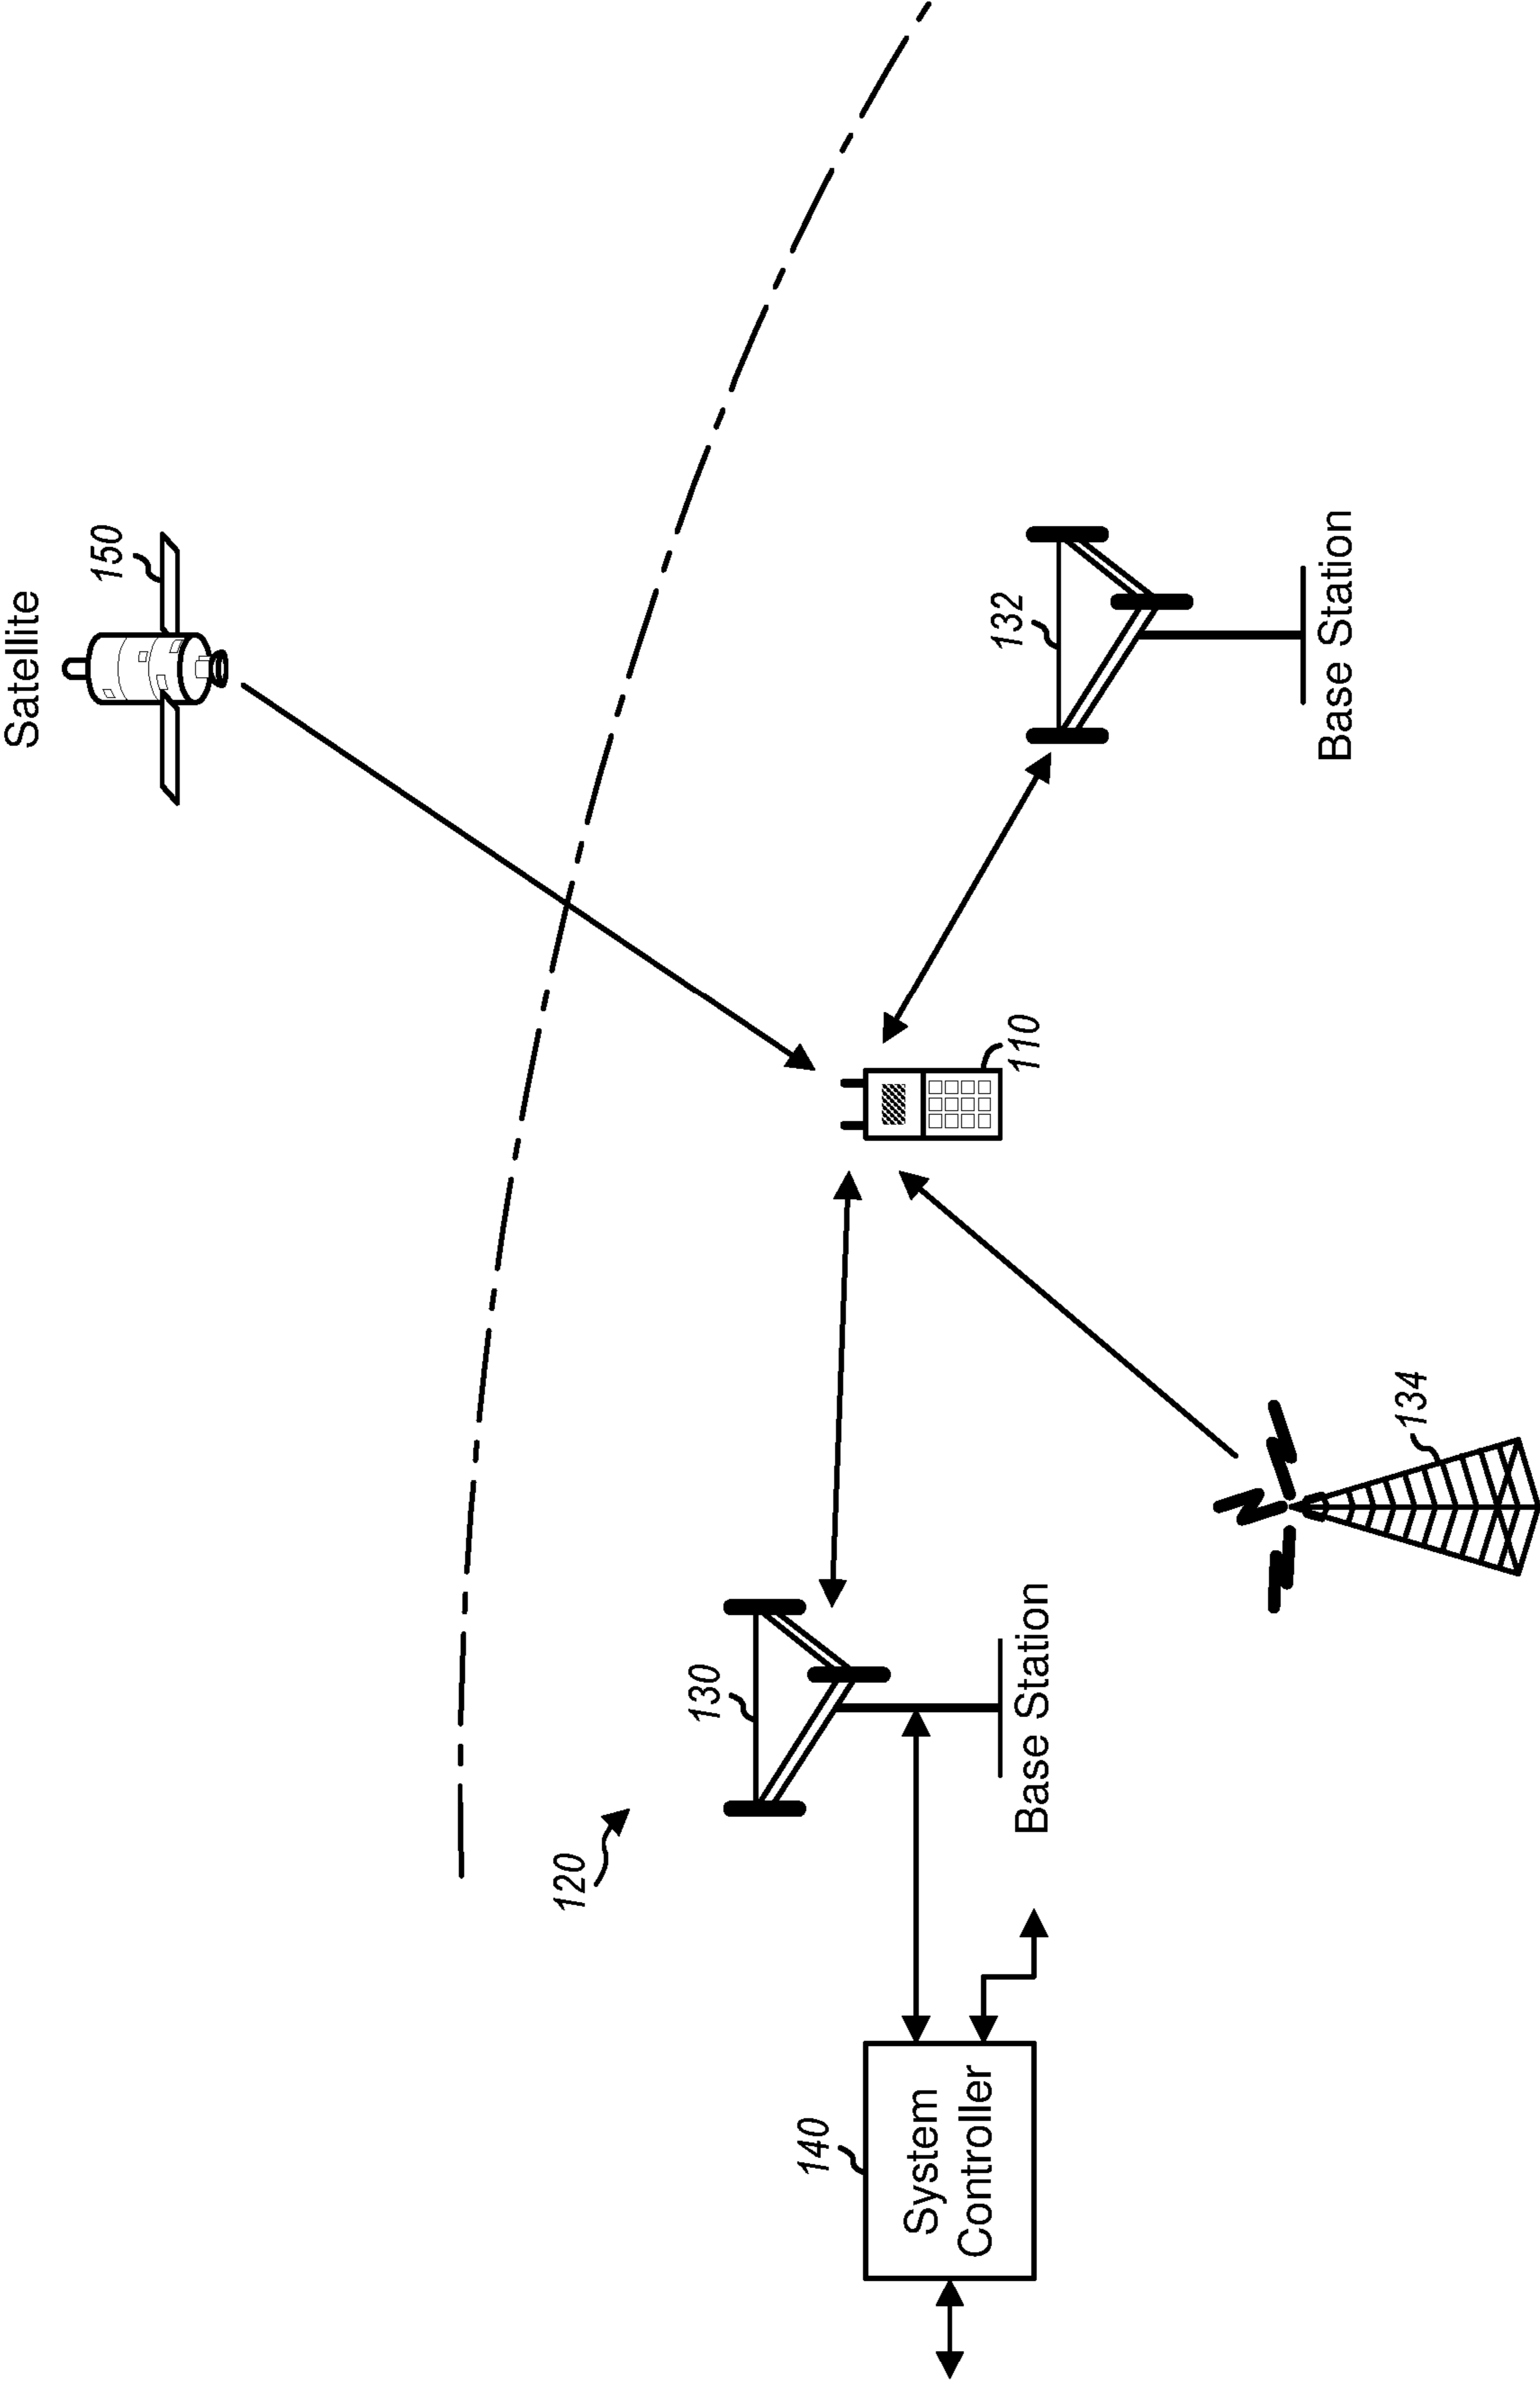 Satellite
150
120
130
132
140
System
Controller
110
Base Station
134
Base Station